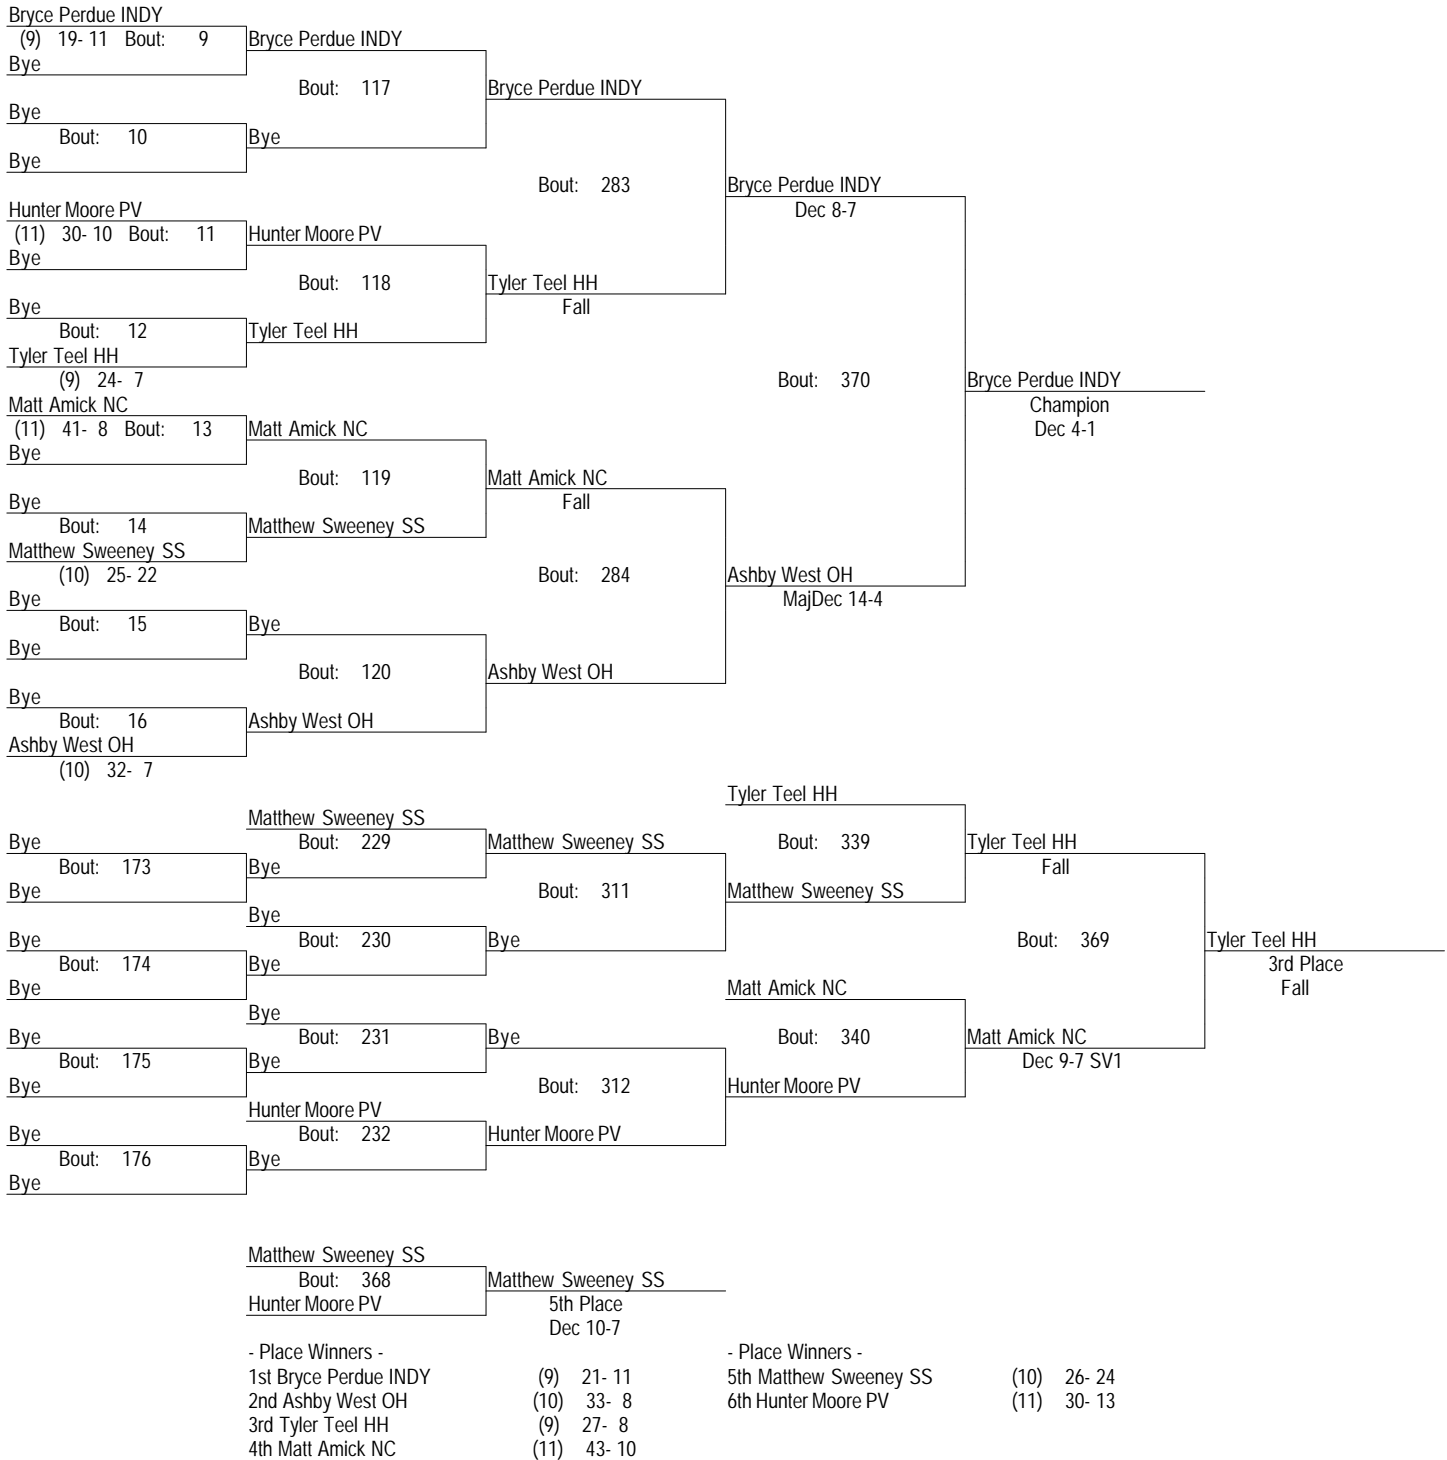 Bryce Perdue INDY
(9) 19- 11 Bout: 9 Bryce Perdue INDY
Bye
Bout: 117 Bryce Perdue INDY
Bye
Bout: 10 Bye
Bye
Bout: 283 Bryce Perdue INDY
Dec 8-7
Hunter Moore PV
(11) 30- 10 Bout: 11 Hunter Moore PV
Bye
Bout: 118 Tyler Teel HH
Fall
Bye
Bout: 12 Tyler Teel HH
Tyler Teel HH
(9) 24- 7
Bout: 370 Bryce Perdue INDY
Champion
Dec 4-1
Matt Amick NC
(11) 41- 8 Bout: 13 Matt Amick NC
Bye
Bout: 119 Matt Amick NC
Fall
Bye
Bout: 14 Matthew Sweeney SS
Matthew Sweeney SS
(10) 25- 22
Bout: 284 Ashby West OH
MajDec 14-4
Bye
Bout: 15 Bye
Bye
Bout: 120 Ashby West OH
Bye
Bout: 16 Ashby West OH
Ashby West OH
(10) 32- 7
Tyler Teel HH
Matthew Sweeney SS
Bye Bout: 229 Matthew Sweeney SS Bout: 339 Tyler Teel HH
Bout: 173 Bye Fall
Bye Bout: 311 Matthew Sweeney SS
Bye
Bye Bout: 230 Bye Bout: 369 Tyler Teel HH
Bout: 174 Bye 3rd Place
Bye Matt Amick NC Fall
Bye
Bye Bout: 231 Bye Bout: 340 Matt Amick NC
Bout: 175 Bye Dec 9-7 SV1
Bye Bout: 312 Hunter Moore PV
Hunter Moore PV
Bye Bout: 232 Hunter Moore PV
Bout: 176 Bye
Bye
Matthew Sweeney SS
Bout: 368 Matthew Sweeney SS
Hunter Moore PV 5th Place
Dec 10-7
- Place Winners - - Place Winners -
1st Bryce Perdue INDY (9) 21- 11 5th Matthew Sweeney SS (10) 26- 24
2nd Ashby West OH (10) 33- 8 6th Hunter Moore PV (11) 30- 13
3rd Tyler Teel HH (9) 27- 8
4th Matt Amick NC (11) 43- 10